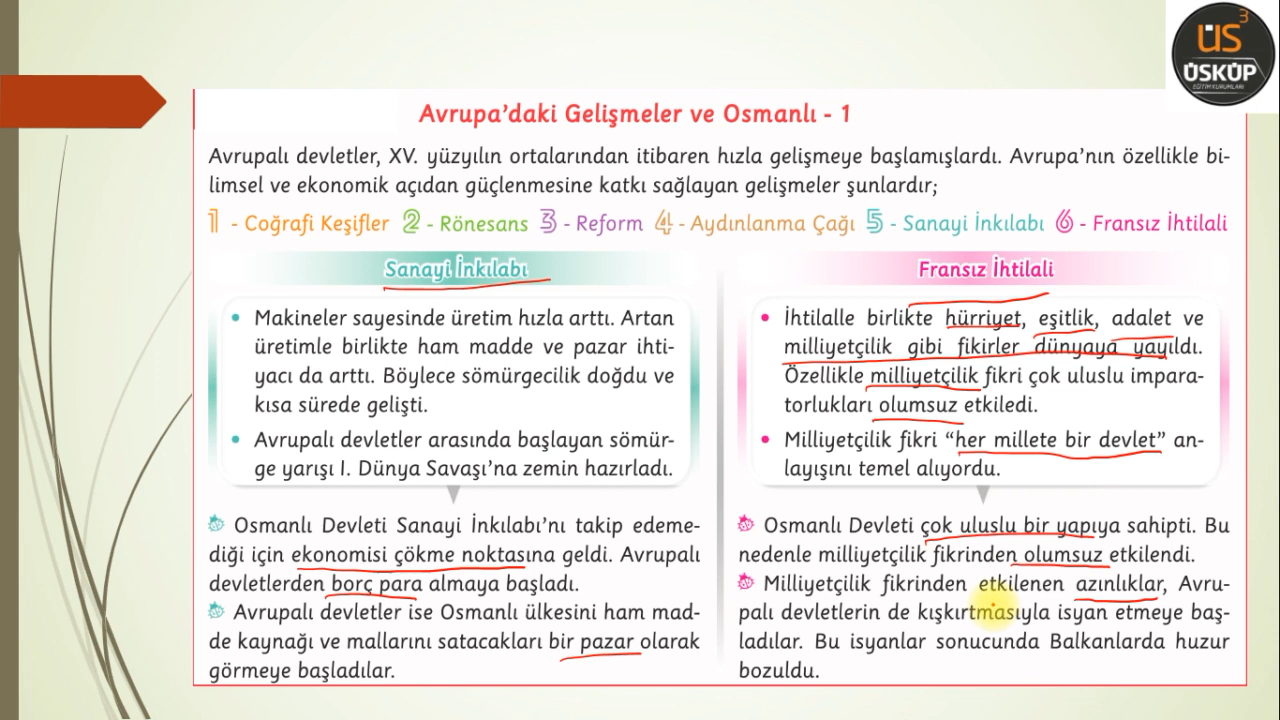 ÜS3
ÜSKÜP
EĞİTİM KURUMLARI
Avrupa'daki Gelişmeler ve Osmanlı - 1
Avrupalı devletler, XV. yüzyılın ortalarından itibaren hızla gelişmeye başlamışlardı. Avrupa'nın özellikle bi-
limsel ve ekonomik açıdan güçlenmesine katkı sağlayan gelişmeler şunlardır;
1 - Coğrafi Keşifler 2 - Rönesans 3 - Reform 4 - Aydınlanma Çağı 5 - Sanayi İnkılabı 6 - Fransız İhtilali
Sanayi İnkılabı
• Makineler sayesinde üretim hızla arttı. Artan
üretimle birlikte ham madde ve pazar ihti-
yacı da arttı. Böylece sömürgecilik doğdu ve
kısa sürede gelişti.
• Avrupalı devletler arasında başlayan sömür-
ge yarışı I. Dünya Savaşı'na zemin hazırladı.
Osmanlı Devleti Sanayi İnkılabı'nı takip edeme-
diği için ekonomisi çökme noktasına geldi. Avrupalı
devletlerden borç para almaya başladı.
Avrupalı devletler ise Osmanlı ülkesini ham mad-
de kaynağı ve mallarını satacakları bir pazar olarak
görmeye başladılar.
Fransız İhtilali
• İhtilalle birlikte hürriyet, eşitlik, adalet ve
milliyetçilik gibi fikirler dünyaya yayıldı.
Özellikle milliyetçilik fikri çok uluslu impara-
torlukları olumsuz etkiledi.
• Milliyetçilik fikri “her millete bir devlet” an-
layışını temel alıyordu.
Osmanlı Devleti çok uluslu bir yapıya sahipti. Bu
nedenle milliyetçilik fikrinden olumsuz etkilendi.
Milliyetçilik fikrinden etkilenen azınlıklar, Avru-
palı devletlerin de kışkırtmasıyla isyan etmeye baş-
ladılar. Bu isyanlar sonucunda Balkanlarda huzur
bozuldu.